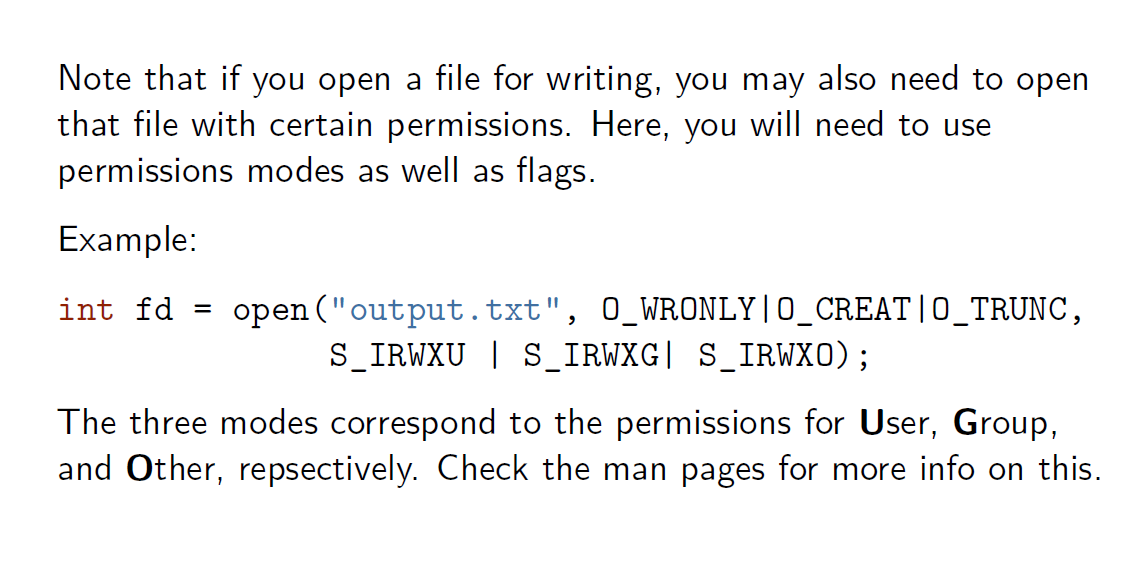 Note that if you open a file for writing, you may also need to open
that file with certain permissions. Here, you will need to use
permissions modes as well as flags.
Example:
int fd = open("output.txt", O_WRONLY|O_CREAT|O_TRUNC,
S_IRWXU | S_IRWXG| S_IRWXO);
The three modes correspond to the permissions for User, Group,
and Other, repsectively. Check the man pages for more info on this.